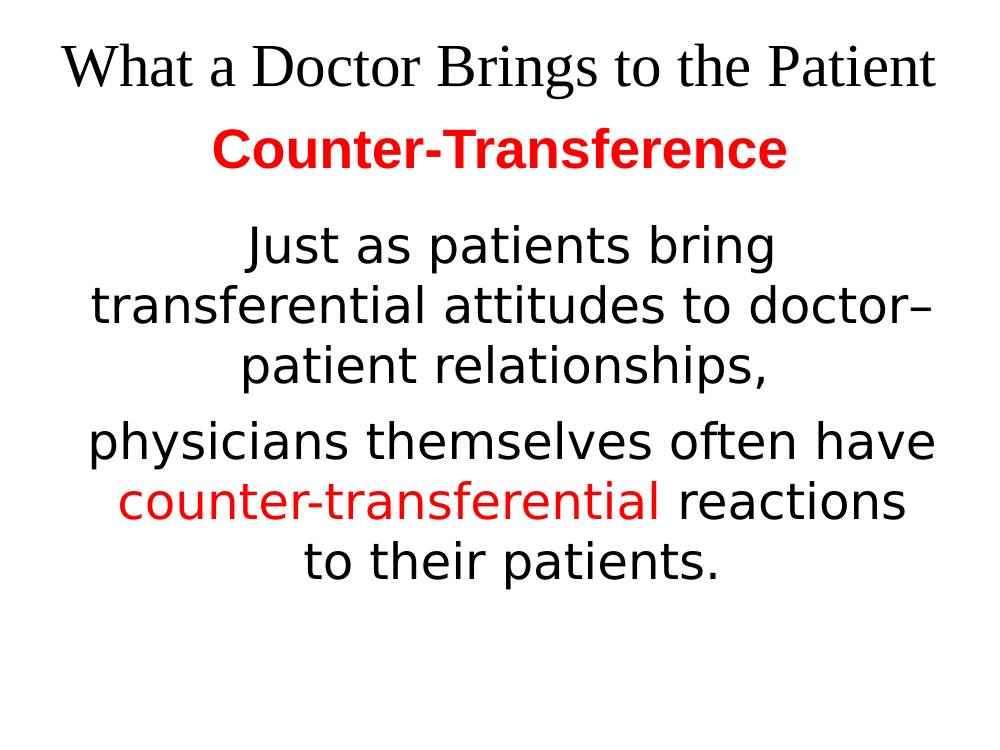 What a Doctor Brings to the Patient
Counter-Transference
Just as patients bring
transferential attitudes to doctor–
patient relationships,
physicians themselves often have
counter-transferential reactions
to their patients.